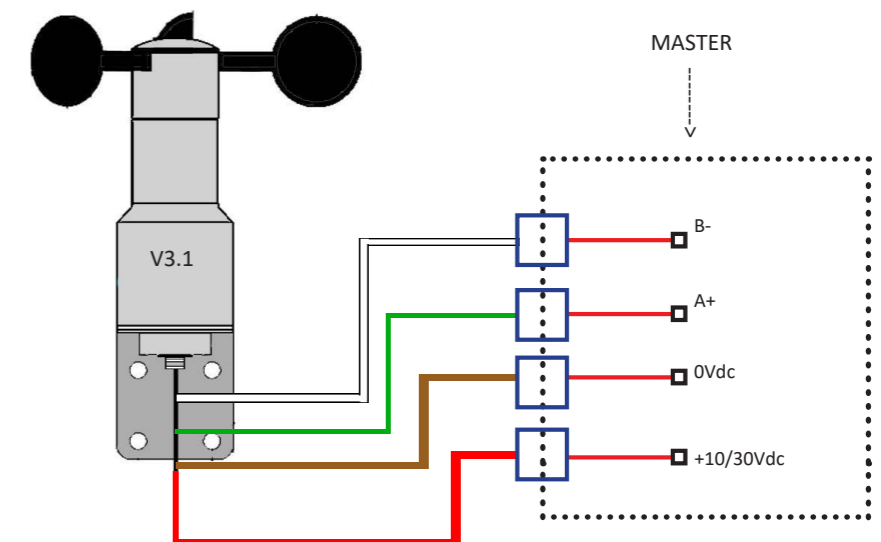 MASTER
V3.1
B-
A+
0Vdc
+10/30Vdc